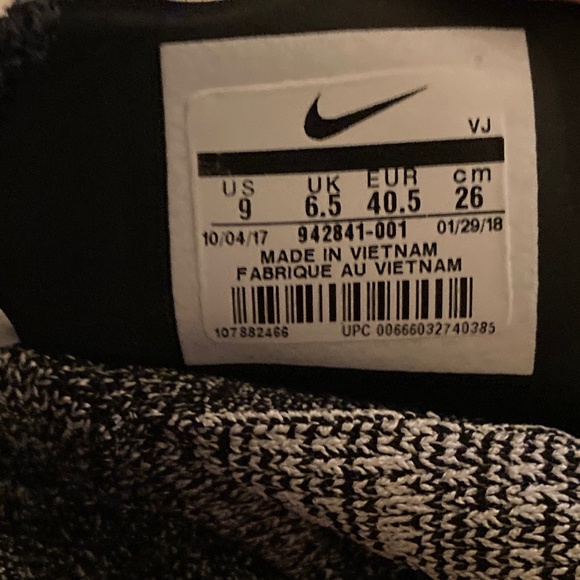 VJ
US UK EUR cm
9 6.5 40.5 26
10/04/17 942841-001 01/29/18
MADE IN VIETNAM
FABRIQUE AU VIETNAM
107882466 UPC 00666032740385